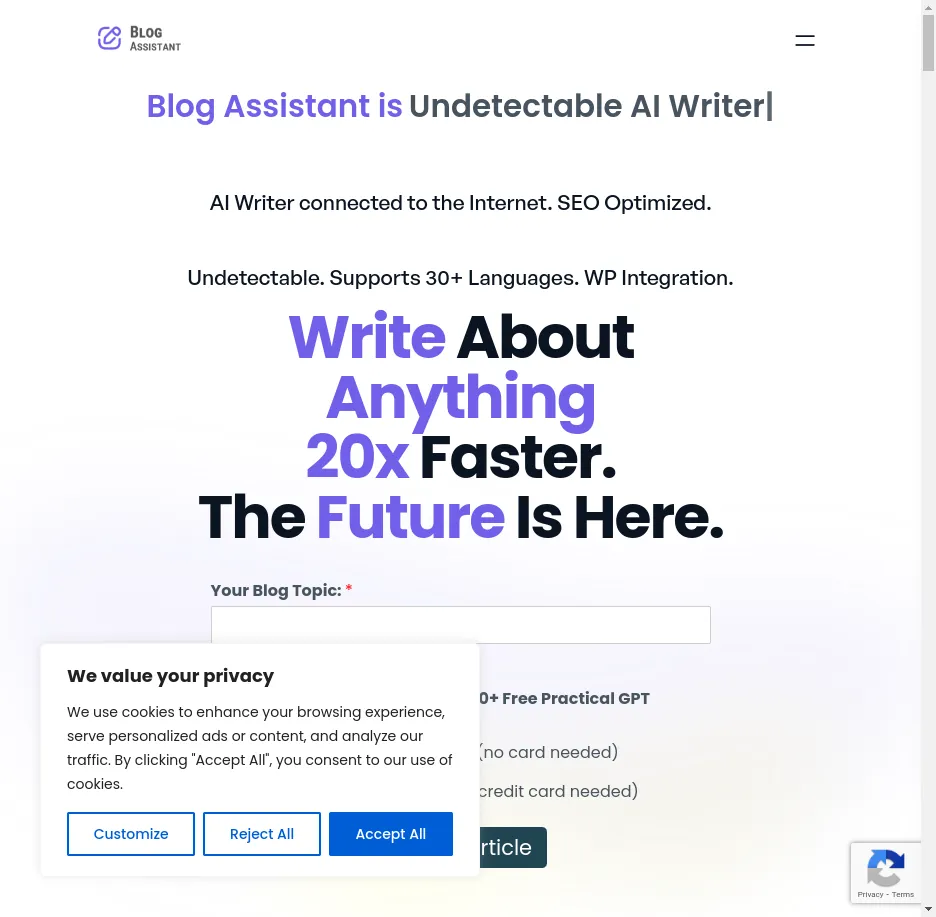 Blog
Assistant
Blog Assistant is Undetectable AI Writer|
AI Writer connected to the Internet. SEO Optimized.
Undetectable. Supports 30+ Languages. WP Integration.
Write About
Anything
20x Faster.
The Future Is Here.
Your Blog Topic: *
0+ Free Practical GPT
(no card needed)
credit card needed)
rticle
We value your privacy
We use cookies to enhance your browsing experience,
serve personalized ads or content, and analyze our
traffic. By clicking "Accept All", you consent to our use of
cookies.
Customize Reject All Accept All
Privacy - Terms